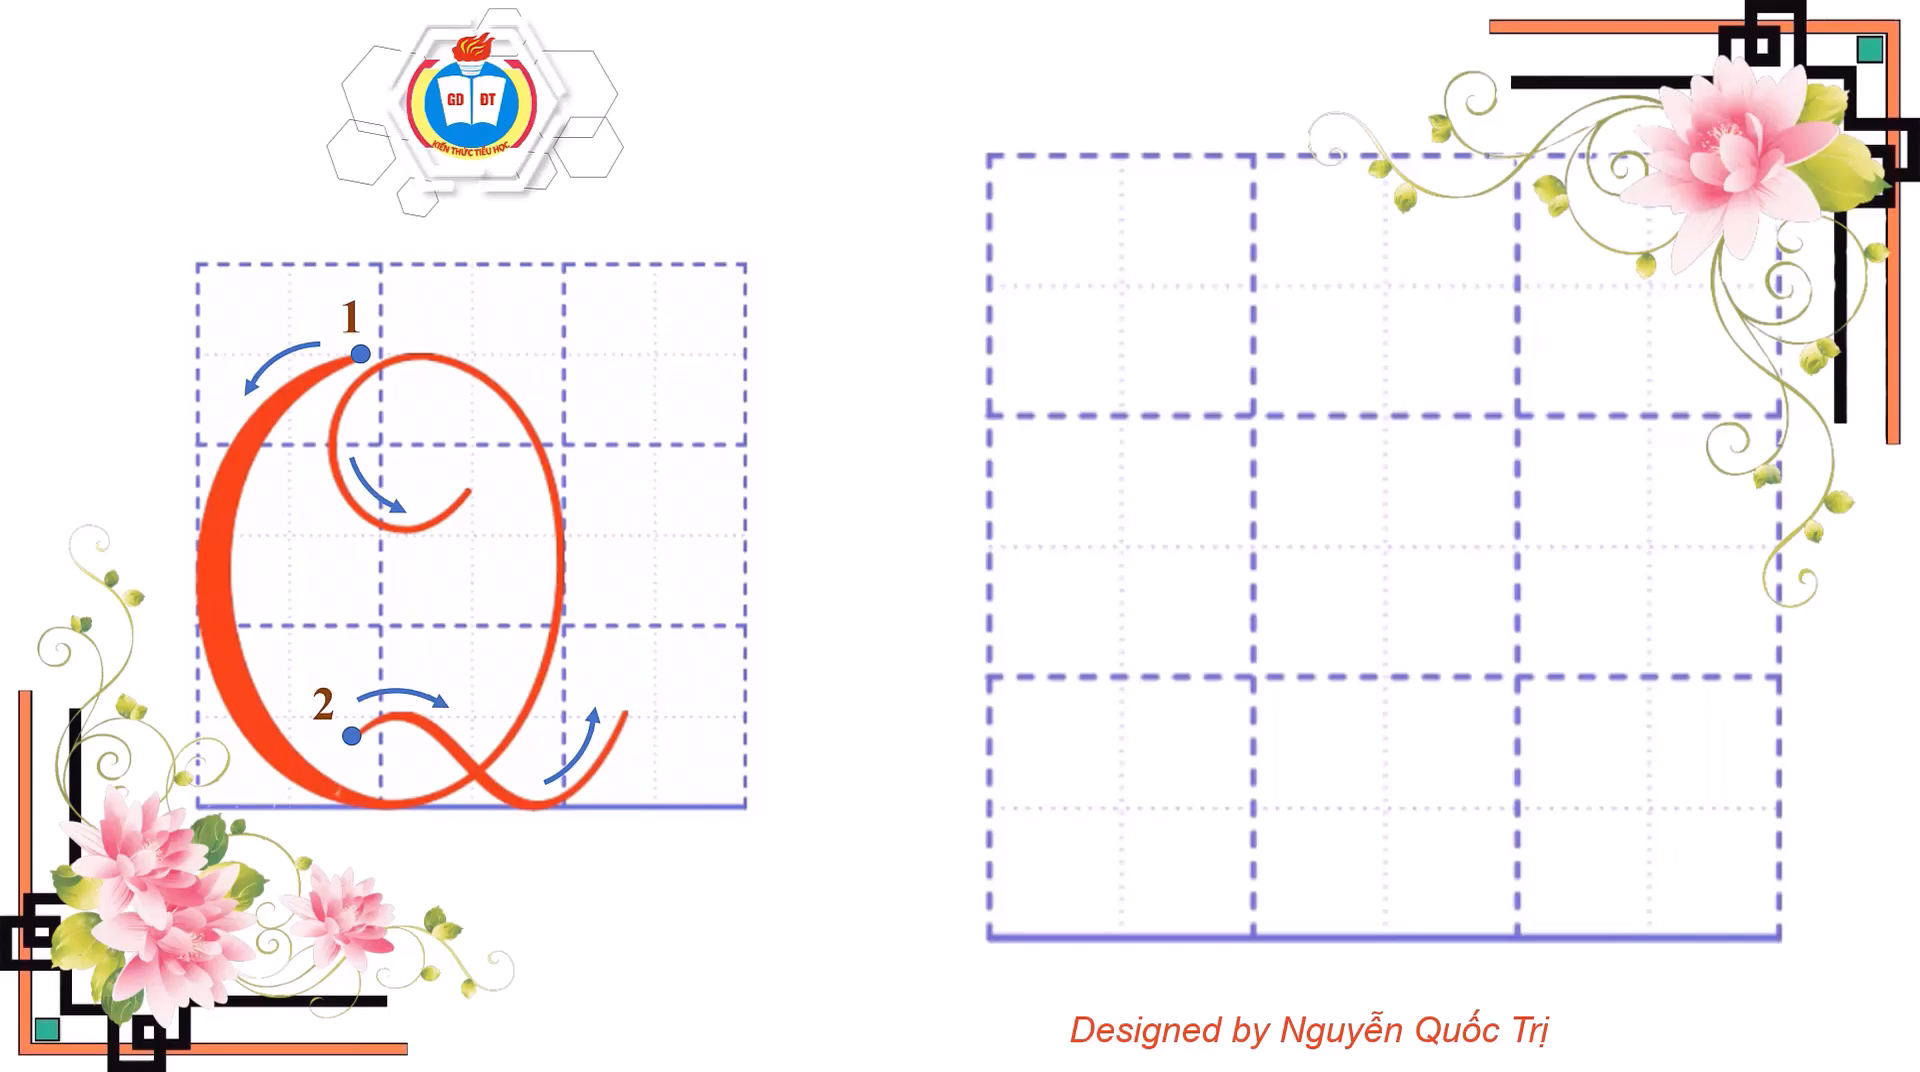 GD ĐT
KIẾN THỨC TIỂU HỌC
1
Q
2
Designed by Nguyễn Quốc Trị